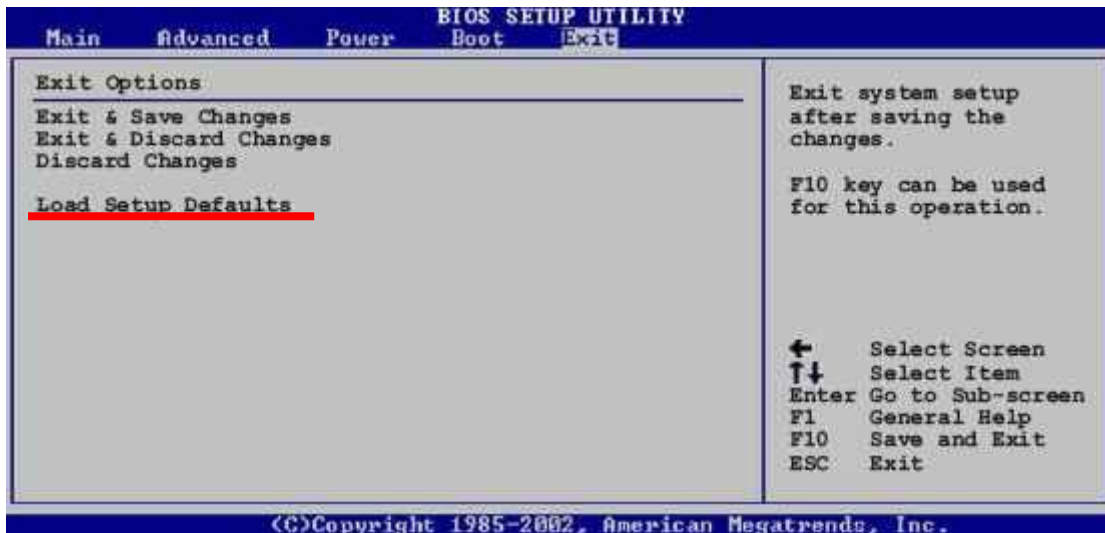 BIOS SETUP UTILITY
Main Advanced Power Boot Exit
Exit Options
Exit & Save Changes
Exit & Discard Changes
Discard Changes
Load Setup Defaults
Exit system setup
after saving the
changes.
F10 key can be used
for this operation.
← Select Screen
↑↓ Select Item
Enter Go to Sub-screen
F1 General Help
F10 Save and Exit
ESC Exit
(C)Copyright 1985-2002, American Megatrends, Inc.